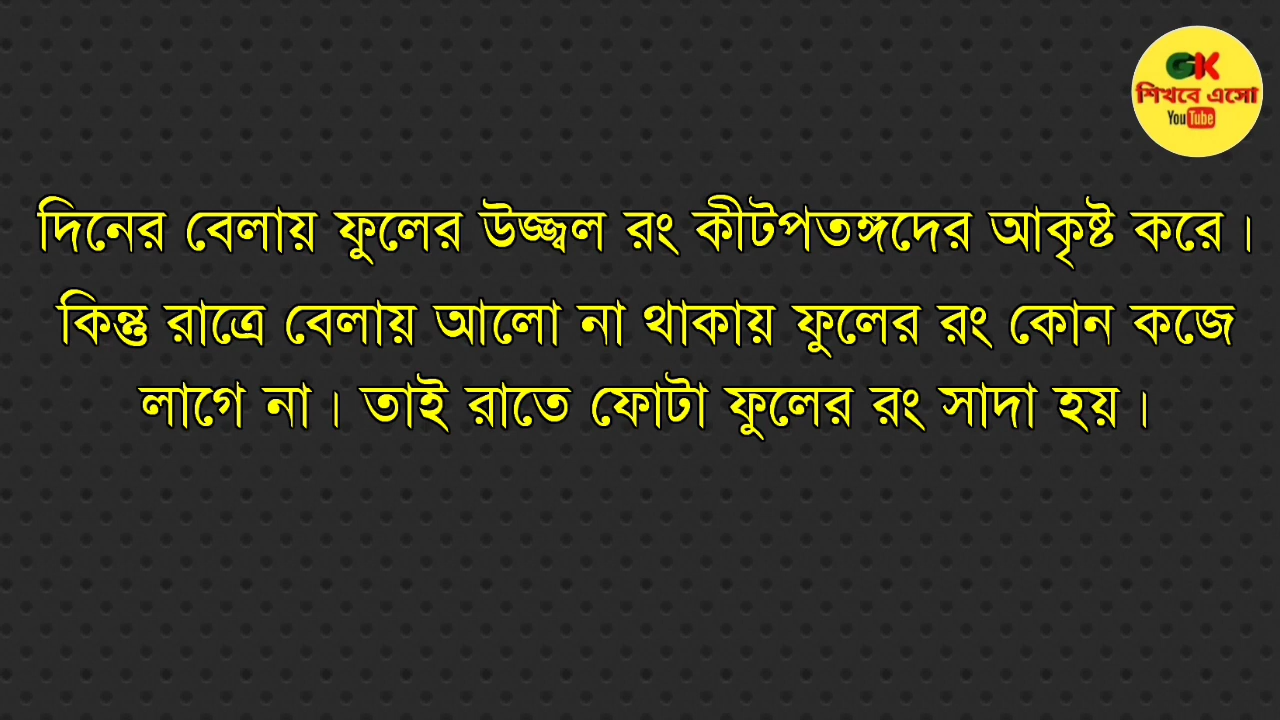 GK
শিখবে এসো
YouTube
দিনের বেলায় ফুলের উজ্জ্বল রং কীটপতঙ্গদের আকৃষ্ট করে।
কিন্তু রাত্রে বেলায় আলো না থাকায় ফুলের রং কোন কজে
লাগে না। তাই রাতে ফোটা ফুলের রং সাদা হয়।